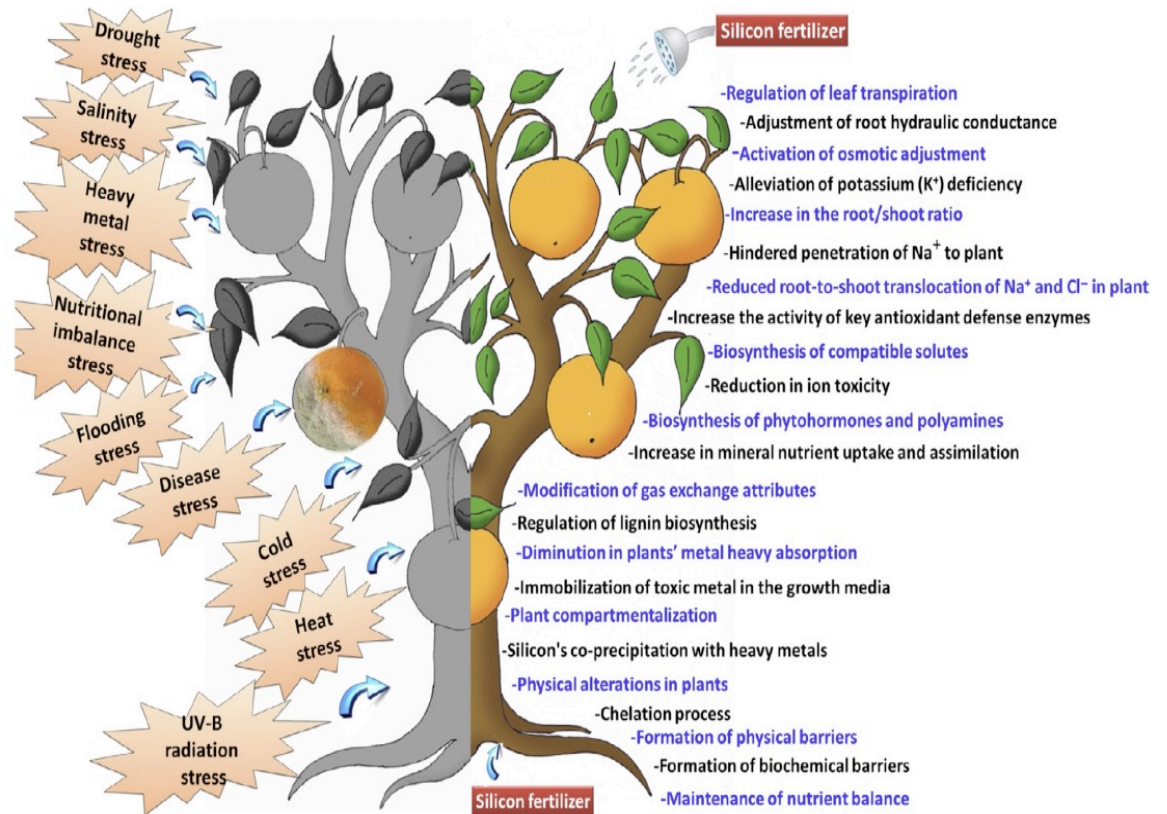 Drought
stress
Salinity
stress
Heavy
metal
stress
Nutritional
imbalance
stress
Flooding
stress
Disease
stress
Cold
stress
Heat
stress
UV-B
radiation
stress
Silicon fertilizer
-Regulation of leaf transpiration
-Adjustment of root hydraulic conductance
-Activation of osmotic adjustment
-Alleviation of potassium (K⁺) deficiency
-Increase in the root/shoot ratio
-Hindered penetration of Na⁺ to plant
-Reduced root-to-shoot translocation of Na⁺ and Cl⁻ in plant
-Increase the activity of key antioxidant defense enzymes
-Biosynthesis of compatible solutes
-Reduction in ion toxicity
-Biosynthesis of phytohormones and polyamines
-Increase in mineral nutrient uptake and assimilation
-Modification of gas exchange attributes
-Regulation of lignin biosynthesis
-Diminution in plants’ metal heavy absorption
-Immobilization of toxic metal in the growth media
-Plant compartmentalization
-Silicon's co-precipitation with heavy metals
-Physical alterations in plants
-Chelation process
-Formation of physical barriers
-Formation of biochemical barriers
-Maintenance of nutrient balance
Silicon fertilizer